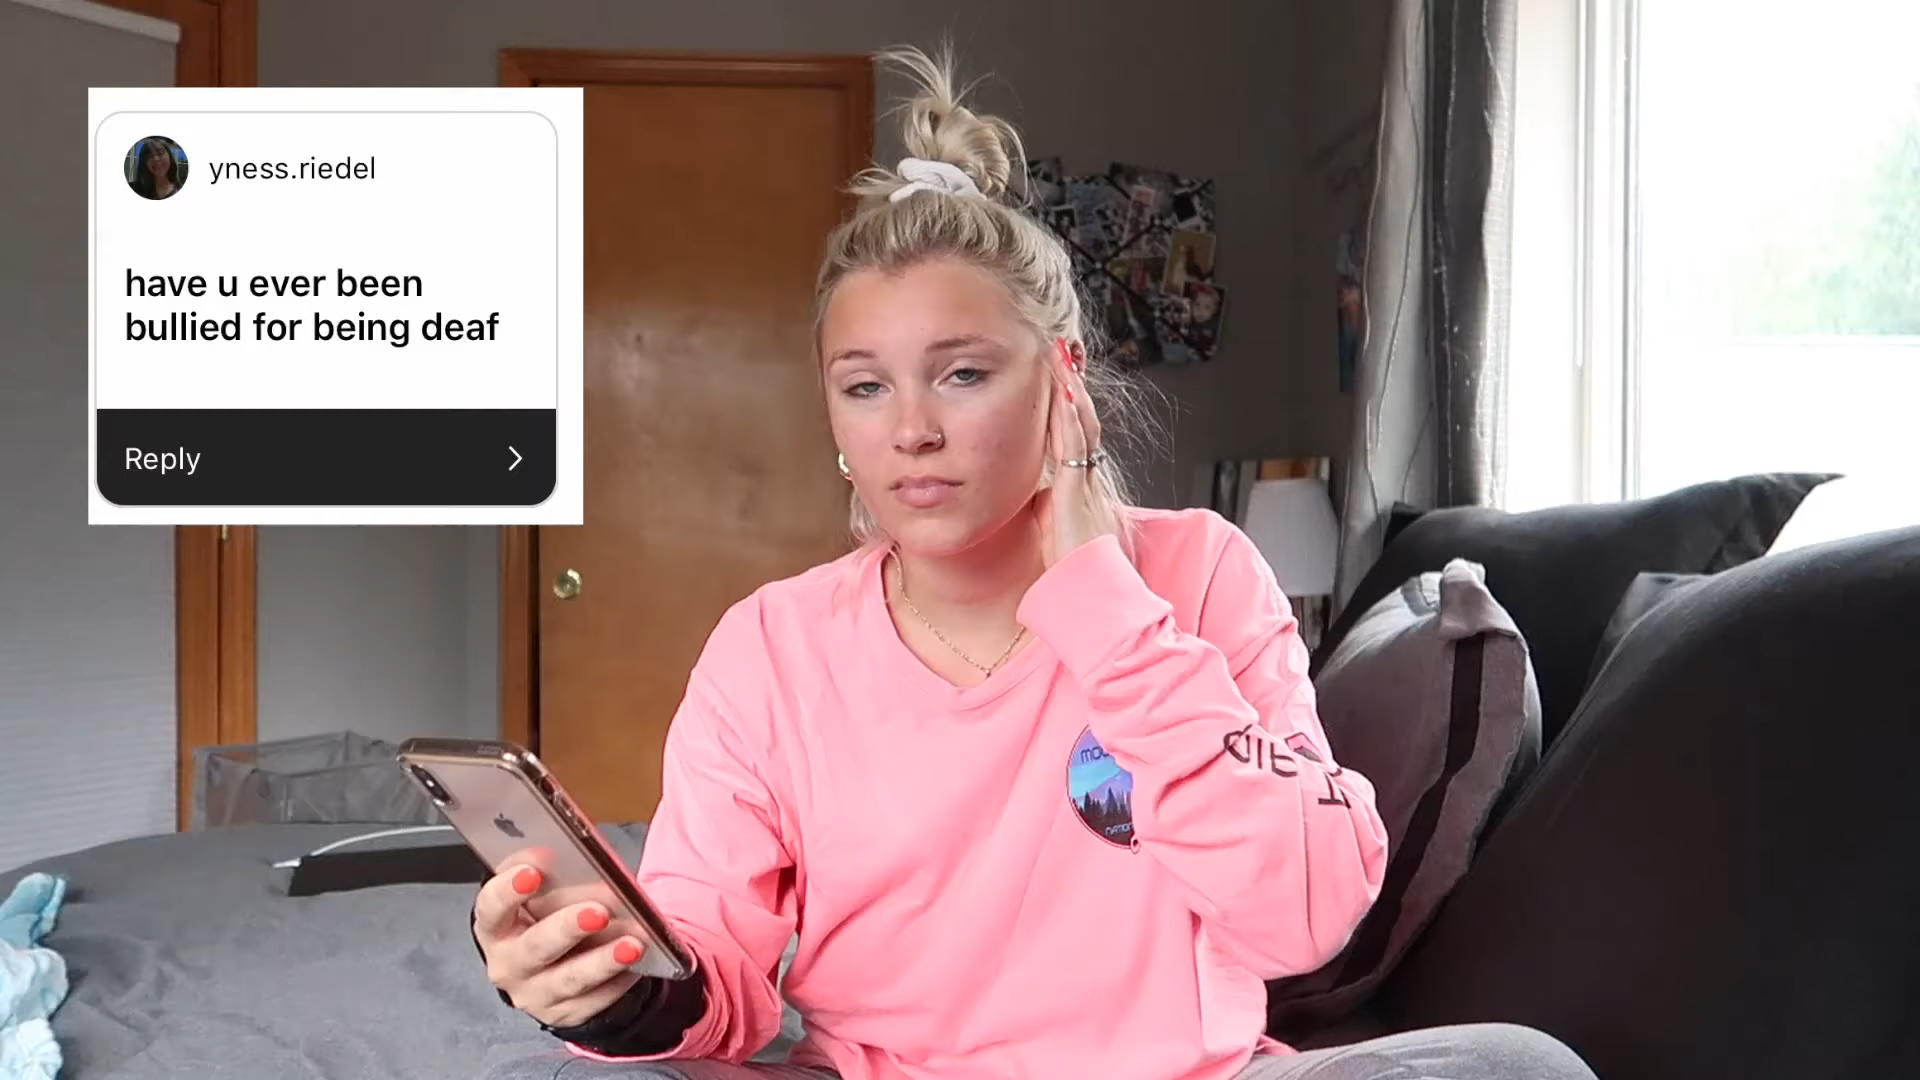 yness.riedel
have u ever been
bullied for being deaf
Reply